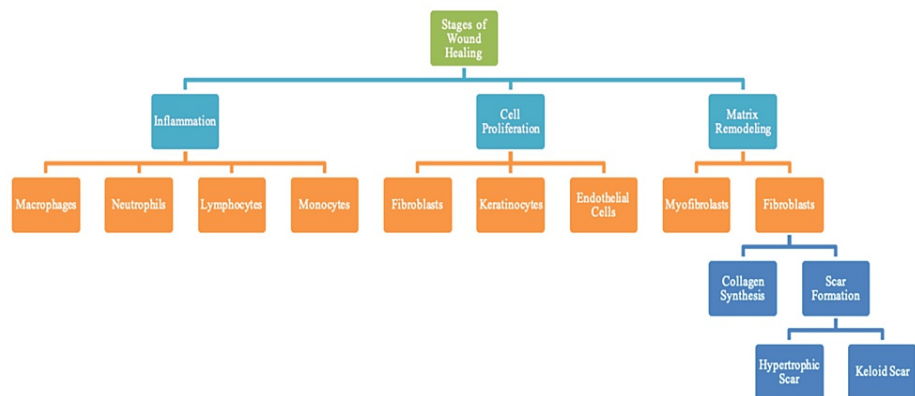 Stages of
Wound
Healing
Inflammation
Cell
Proliferation
Matrix
Remodeling
Macrophages
Neutrophils
Lymphocytes
Monocytes
Fibroblasts
Keratinocytes
Endothelial
Cells
Myofibrolasts
Fibroblasts
Collagen
Synthesis
Scar
Formation
Hypertrophic
Scar
Keloid Scar